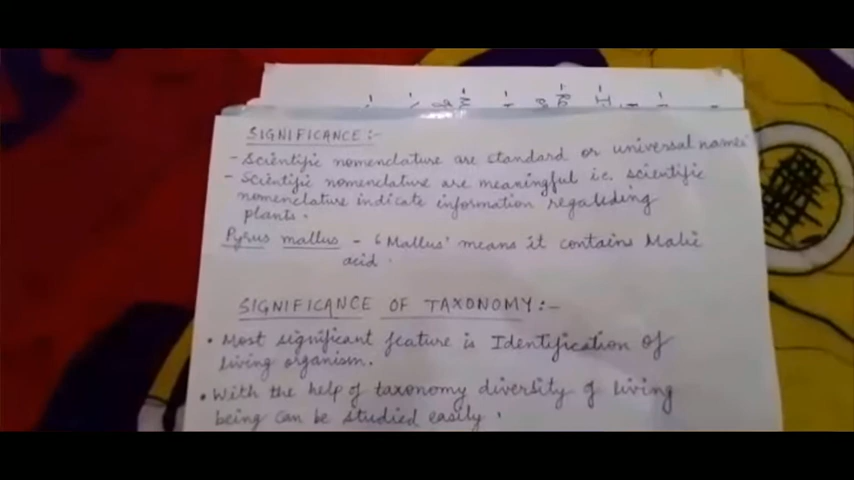 SIGNIFICANCE :-
- Scientific nomenclature are standard or universal names
- Scientific nomenclature are meaningful i.e. scientific
nomenclature indicate information regarding
plants.
Pyrus mallus - 'Mallus' means it contains Malic
acid.
SIGNIFICANCE OF TAXONOMY :-
• Most significant feature is Identification of
living organism.
• With the help of taxonomy diversity of living
being can be studied easily.